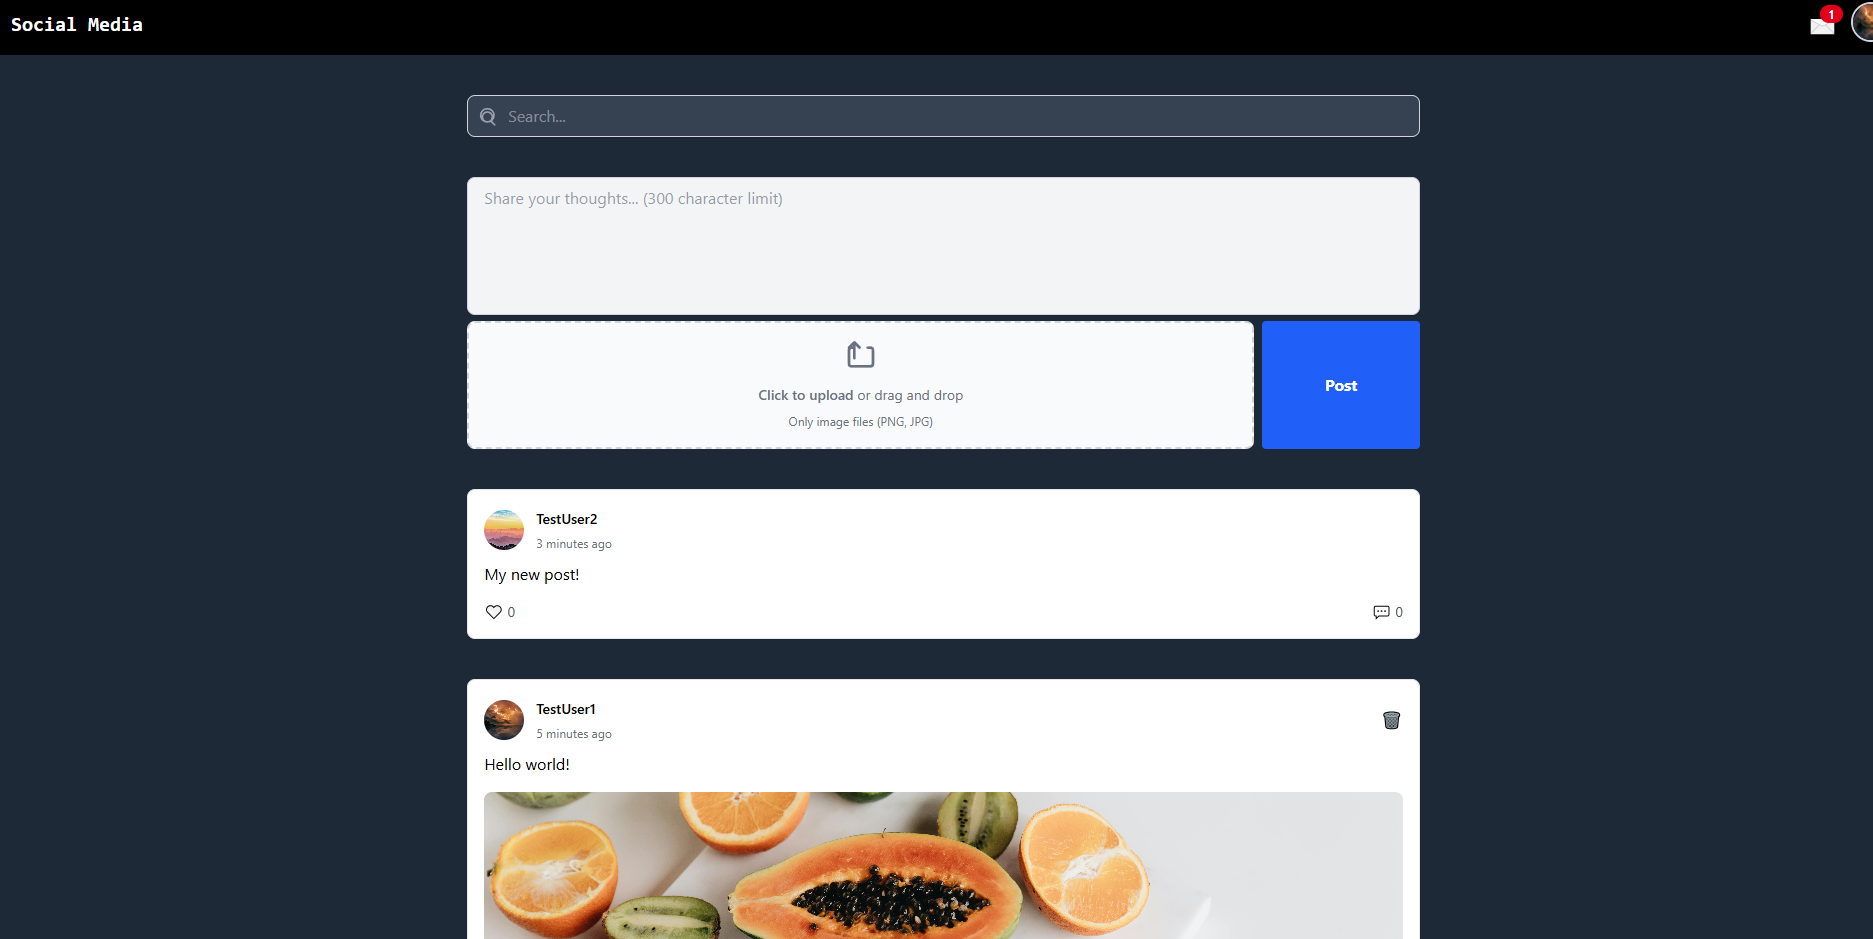 Social Media
1
Search...
Share your thoughts... (300 character limit)
Click to upload or drag and drop
Only image files (PNG, JPG)
Post
TestUser2
3 minutes ago
My new post!
0
0
TestUser1
5 minutes ago
Hello world!